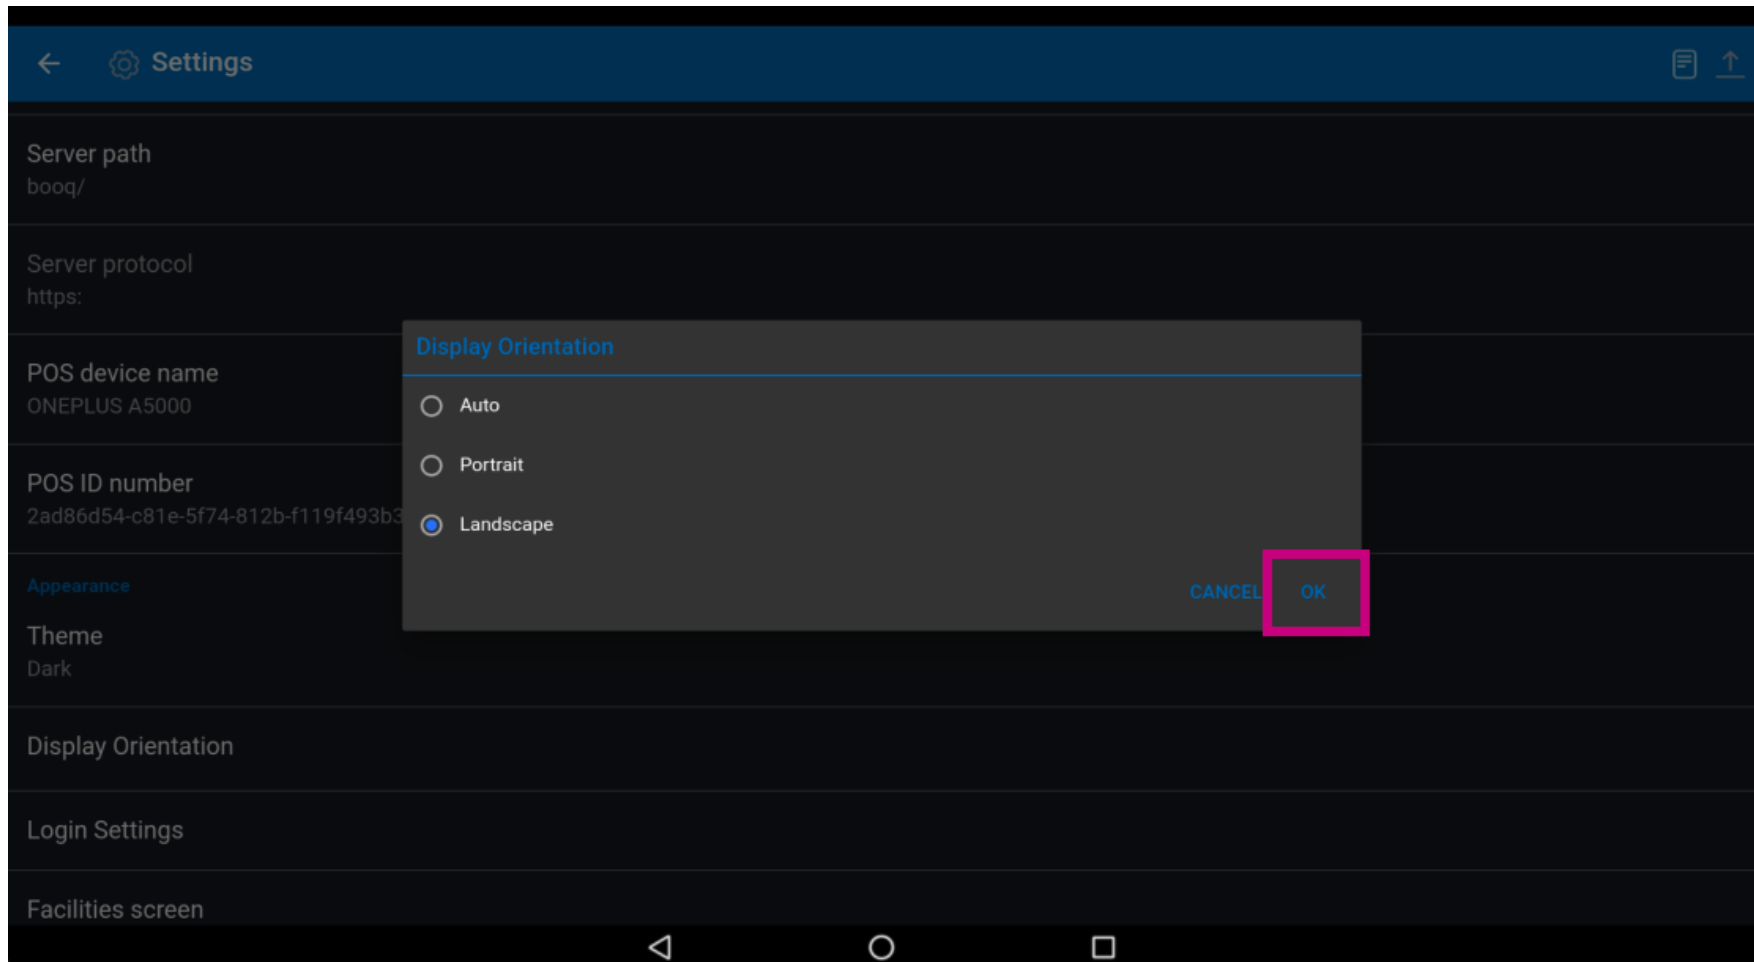 Settings
Server path
booq/
Server protocol
https:
POS device name
ONEPLUS A5000
POS ID number
2ad86d54-c81e-5f74-812b-f119f493b3
Appearance
Theme
Dark
Display Orientation
Login Settings
Facilities screen
Display Orientation
Auto
Portrait
Landscape
CANCEL OK